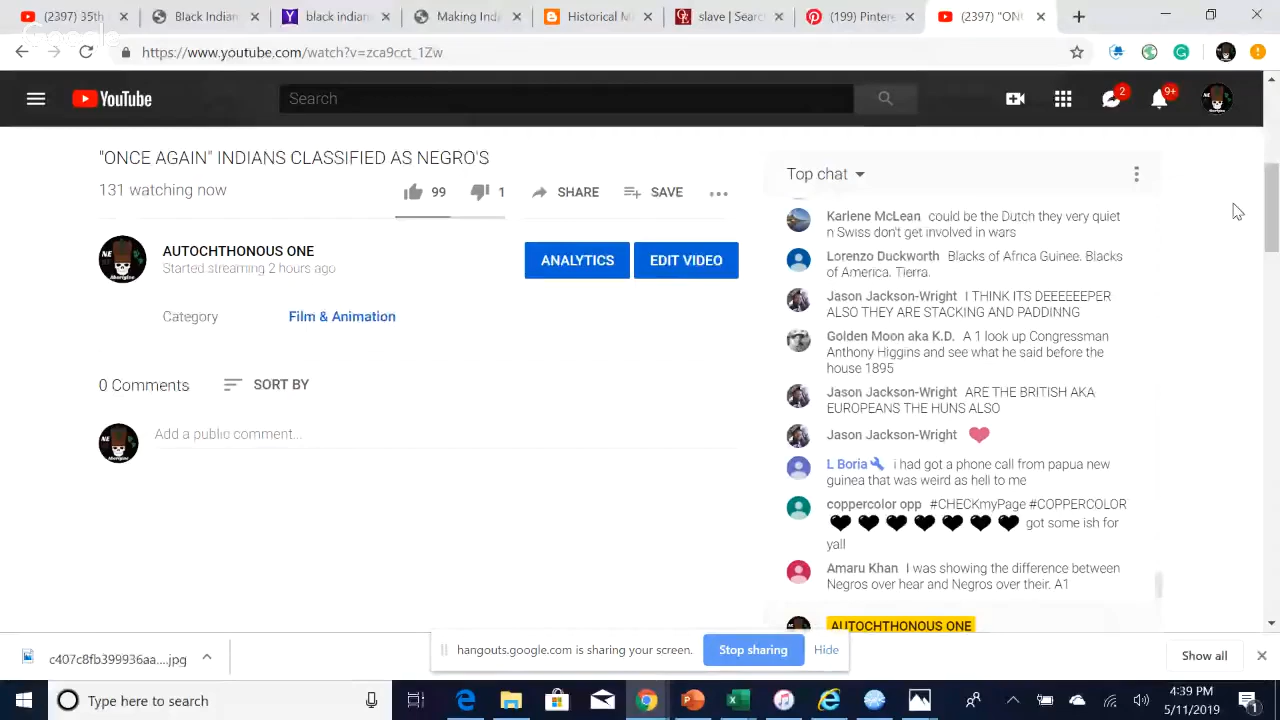 (2397) 35th
Black Indians
black indians
Making Indi
Historical M
slave | Searc
(199) Pinters
(2397) "ON
Google
https://www.youtube.com/watch?v=zca9cct_1Zw
YouTube
Search
2
9+
"ONCE AGAIN" INDIANS CLASSIFIED AS NEGRO'S
131 watching now
99
1
SHARE
SAVE
AUTOCHTHONOUS ONE
Started streaming 2 hours ago
ANALYTICS
EDIT VIDEO
Category
Film & Animation
0 Comments
SORT BY
Add a public comment...
Top chat
Karlene McLean could be the Dutch they very quiet
n Swiss don't get involved in wars
Lorenzo Duckworth Blacks of Africa Guinee. Blacks
of America. Tierra.
Jason Jackson-Wright I THINK ITS DEEEEEEPER
ALSO THEY ARE STACKING AND PADDINNG
Golden Moon aka K.D. A 1 look up Congressman
Anthony Higgins and see what he said before the
house 1895
Jason Jackson-Wright ARE THE BRITISH AKA
EUROPEANS THE HUNS ALSO
Jason Jackson-Wright
L Boria i had got a phone call from papua new
guinea that was weird as hell to me
coppercolor opp #CHECKmyPage #COPPERCOLOR
got some ish for
yall
Amaru Khan I was showing the difference between
Negros over hear and Negros over their. A1
AUTOCHTHONOUS ONE
c407c8fb399936aa....jpg
hangouts.google.com is sharing your screen.
Stop sharing
Hide
Show all
Type here to search
4:39 PM
5/11/2019
1